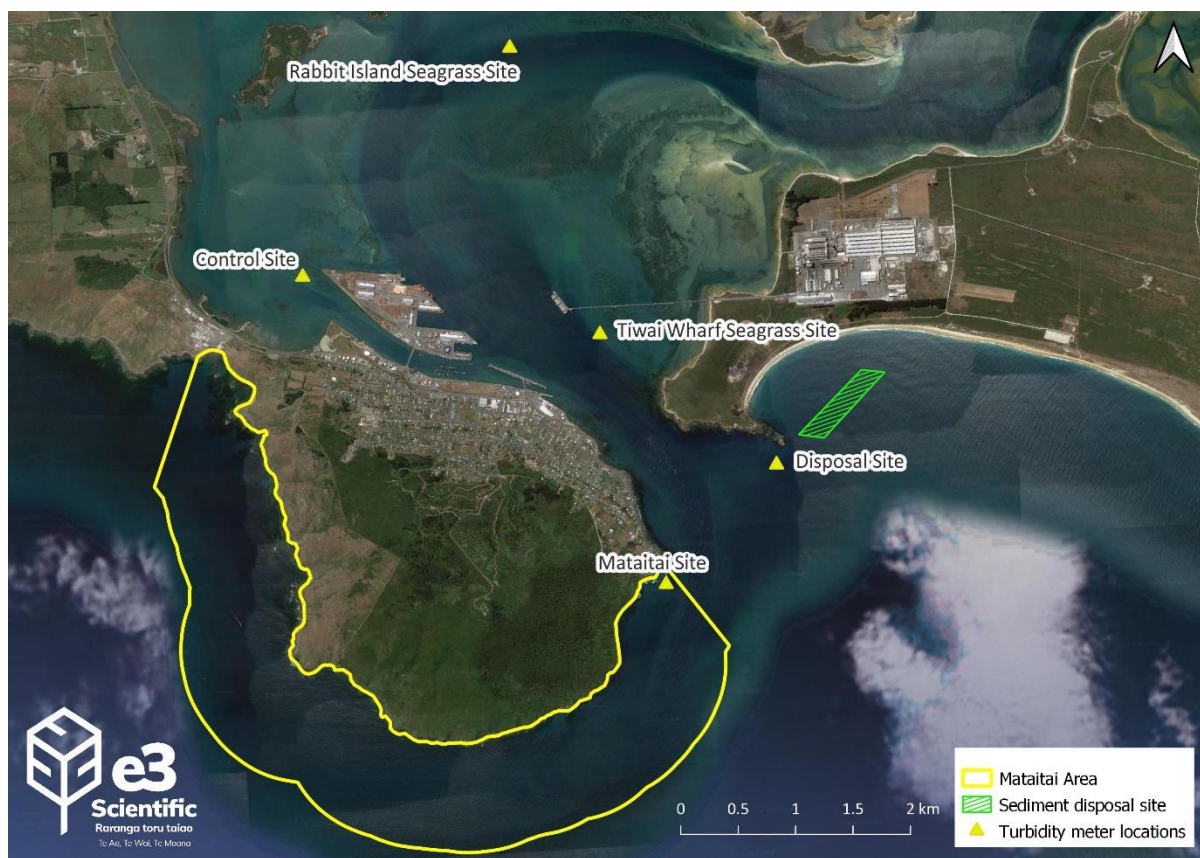 Rabbit Island Seagrass Site
Control Site
Tiwai Wharf Seagrass Site
Disposal Site
Mataitai Site
e3
Scientific
Raranga toru taiao
Te Ao, Te Wai, Te Moana
0 0.5 1 1.5 2 km
Mataitai Area
Sediment disposal site
Turbidity meter locations